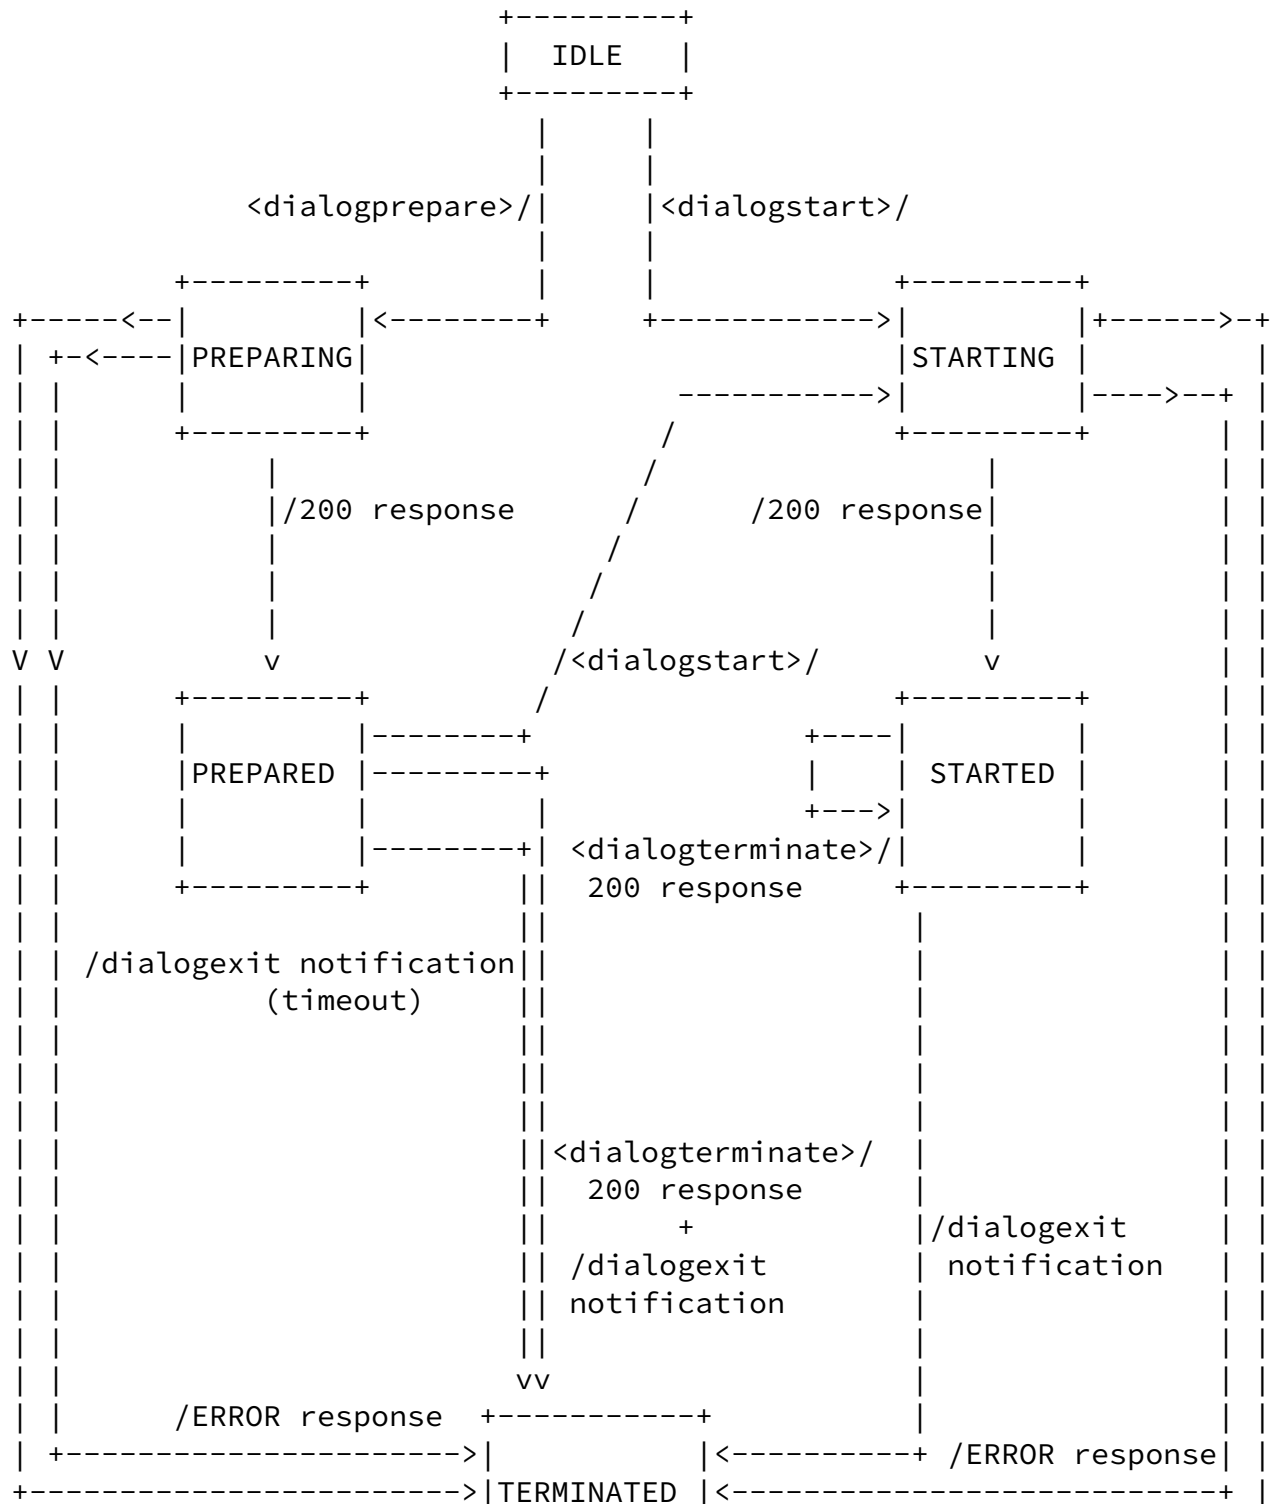 IDLE
<dialogprepare>/ <dialogstart>/
PREPARING STARTING
/200 response /200 response
/<dialogstart>/
PREPARED STARTED
<dialogterminate>/
200 response
/dialogexit notification
(timeout)
<dialogterminate>/
200 response
+ /dialogexit
/dialogexit notification
notification
/ERROR response
/ERROR response
TERMINATED